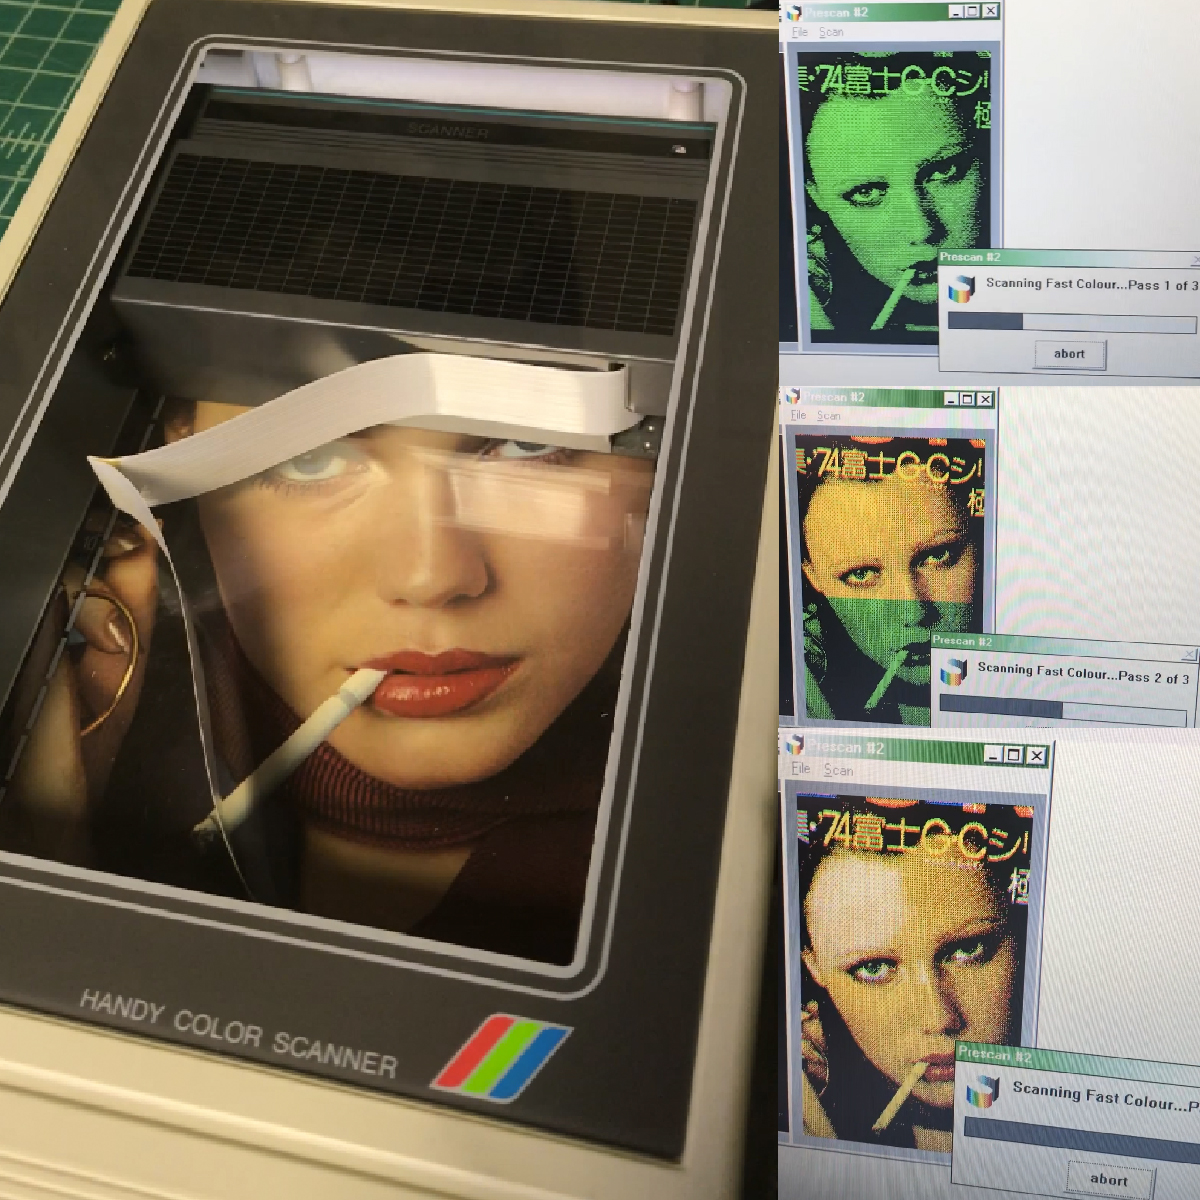 SCANNER
HANDY COLOR SCANNER
Prescan #2
File Scan
'74富士G·Cシ
極
Prescan #2
Scanning Fast Colour...Pass 1 of 3
abort
Prescan #2
File Scan
'74富士G·Cシ
極
Prescan #2
Scanning Fast Colour...Pass 2 of 3
Prescan #2
File Scan
'74富士G·Cシ
極
Prescan #2
Scanning Fast Colour...P
abort